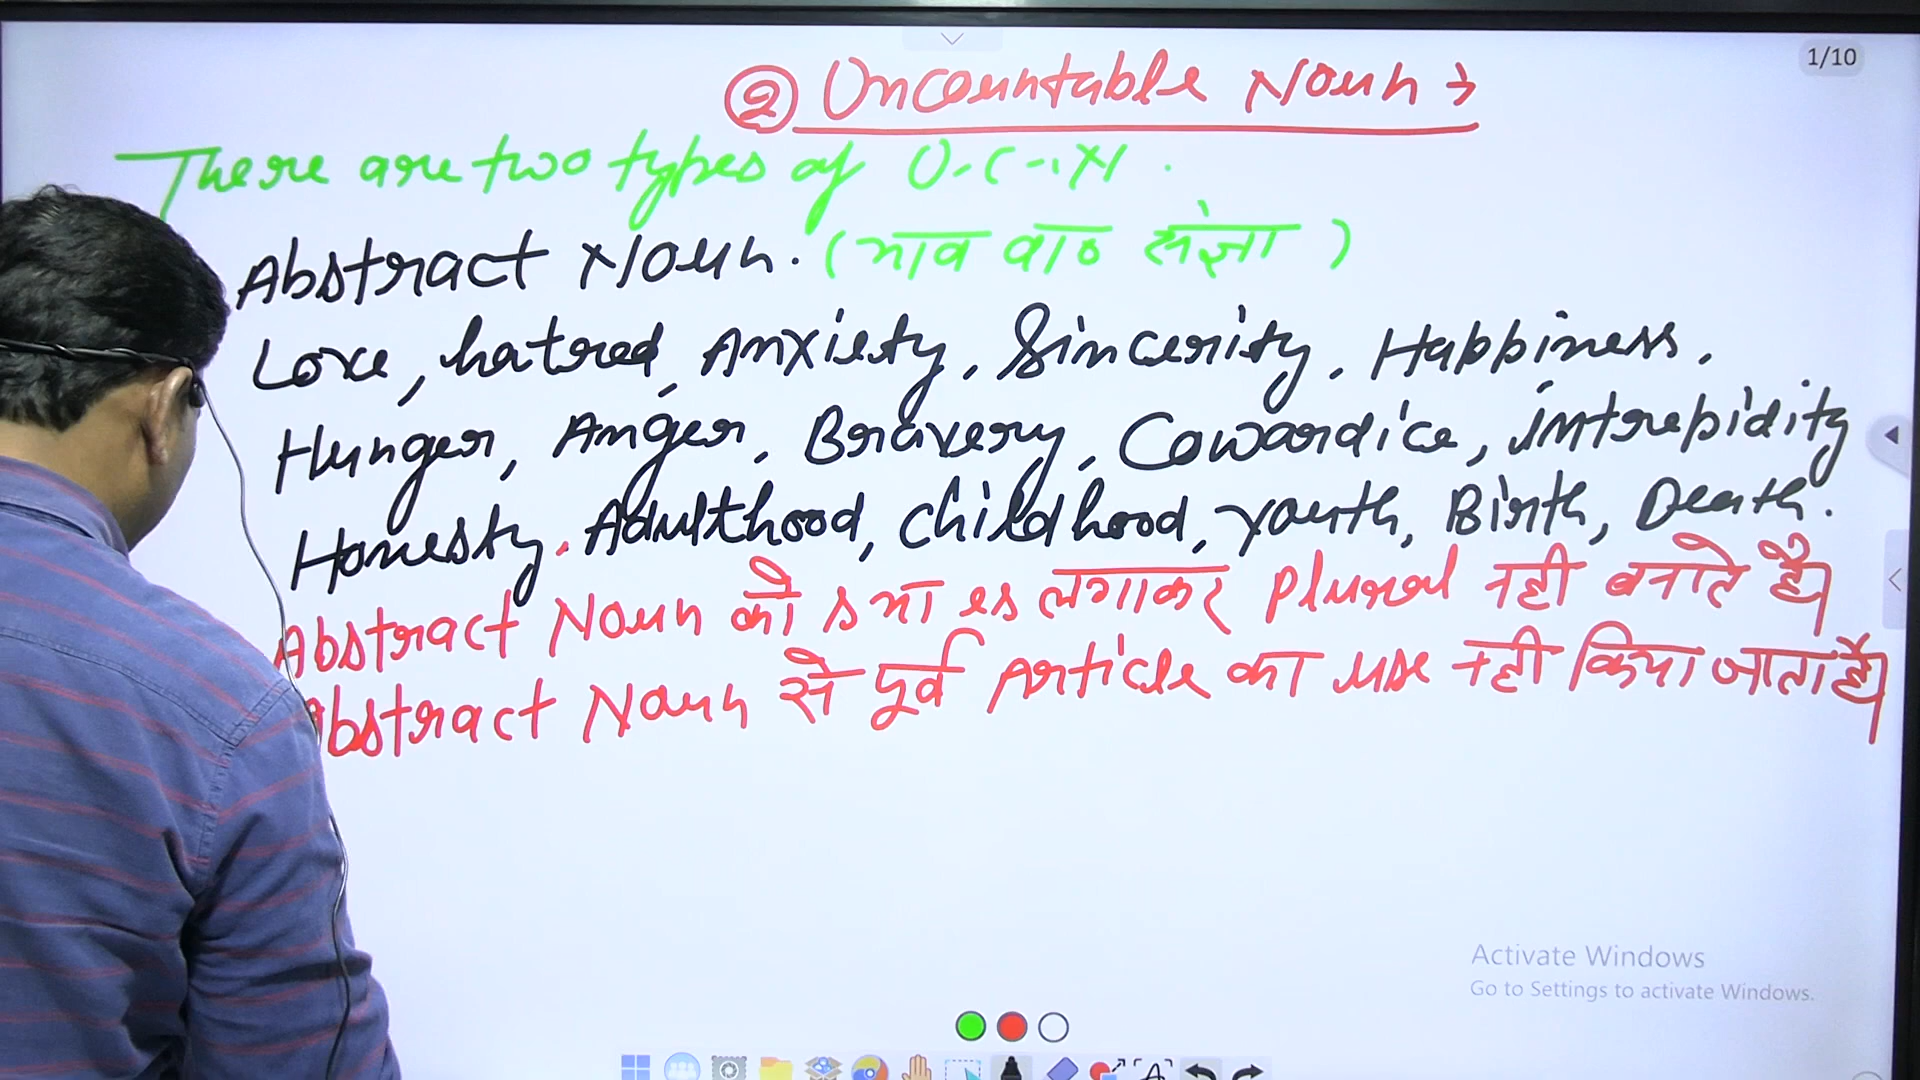 1/10
② Uncountable Noun →
There are two types of U.C.N.
Abstract Noun. (भाव वा० संज्ञा)
Love, hatred, Anxiety, Sincerity, Happiness.
Hunger, Anger, Bravery, Cowardice, intrepidity
Honesty. Adulthood, childhood, youth, Birth, Death.
Abstract Noun को s या es लगाकर Plural नही बनाते है।
Abstract Noun से पूर्व Article का use नही किया जाता है।
Activate Windows
Go to Settings to activate Windows.